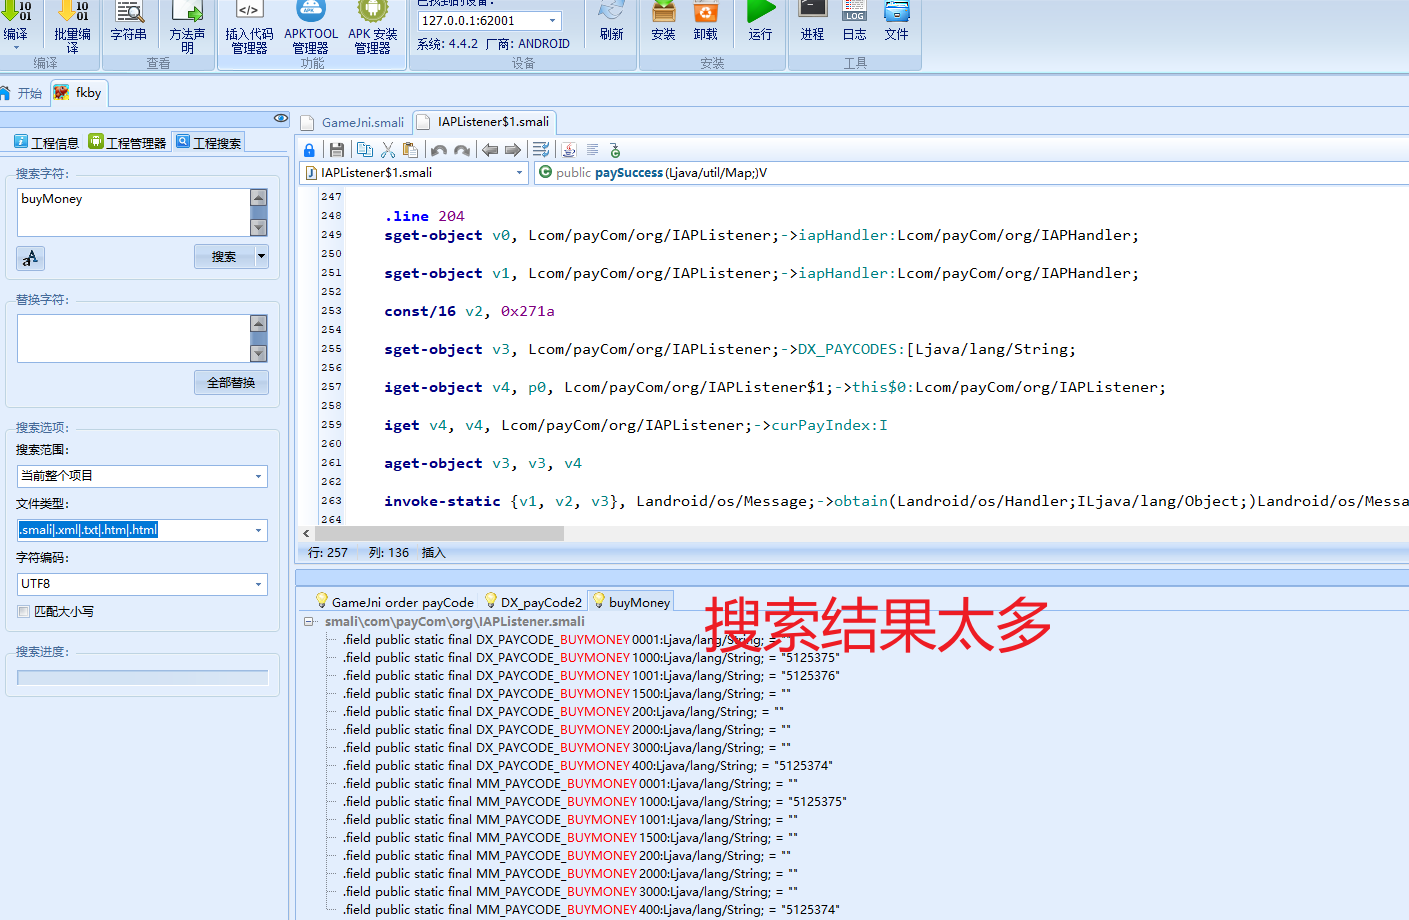 已找到的设备:
编译
批量编译
字符串
方法声明
插入代码管理器
APKTOOL 管理器
APK 安装管理器
127.0.0.1:62001
系统: 4.4.2 厂商: ANDROID
刷新
安装
卸载
运行
进程
日志
LOG
文件
编译
查看
功能
设备
安装
工具
开始
fkby
工程信息
工程管理器
工程搜索
搜索字符:
buyMoney
搜索
替换字符:
全部替换
搜索选项:
搜索范围:
当前整个项目
文件类型:
.smali|.xml|.txt|.htm|.html
字符编码:
UTF8
匹配大小写
搜索进度:
GameJni.smali
IAPListener$1.smali
IAPListener$1.smali
public paySuccess(Ljava/util/Map;)V
247
248 .line 204
249 sget-object v0, Lcom/payCom/org/IAPListener;->iapHandler:Lcom/payCom/org/IAPHandler;
250
251 sget-object v1, Lcom/payCom/org/IAPListener;->iapHandler:Lcom/payCom/org/IAPHandler;
252
253 const/16 v2, 0x271a
254
255 sget-object v3, Lcom/payCom/org/IAPListener;->DX_PAYCODES:[Ljava/lang/String;
256
257 iget-object v4, p0, Lcom/payCom/org/IAPListener$1;->this$0:Lcom/payCom/org/IAPListener;
258
259 iget v4, v4, Lcom/payCom/org/IAPListener;->curPayIndex:I
260
261 aget-object v3, v3, v4
262
263 invoke-static {v1, v2, v3}, Landroid/os/Message;->obtain(Landroid/os/Handler;ILjava/lang/Object;)Landroid/os/Messa
264
行: 257 列: 136 插入
GameJni order payCode
DX_payCode2
buyMoney
搜索结果太多
smali\com\payCom\org\IAPListener.smali
.field public static final DX_PAYCODE_BUYMONEY0001:Ljava/lang/String; = ""
.field public static final DX_PAYCODE_BUYMONEY1000:Ljava/lang/String; = "5125375"
.field public static final DX_PAYCODE_BUYMONEY1001:Ljava/lang/String; = "5125376"
.field public static final DX_PAYCODE_BUYMONEY1500:Ljava/lang/String; = ""
.field public static final DX_PAYCODE_BUYMONEY200:Ljava/lang/String; = ""
.field public static final DX_PAYCODE_BUYMONEY2000:Ljava/lang/String; = ""
.field public static final DX_PAYCODE_BUYMONEY3000:Ljava/lang/String; = ""
.field public static final DX_PAYCODE_BUYMONEY400:Ljava/lang/String; = "5125374"
.field public static final MM_PAYCODE_BUYMONEY0001:Ljava/lang/String; = ""
.field public static final MM_PAYCODE_BUYMONEY1000:Ljava/lang/String; = "5125375"
.field public static final MM_PAYCODE_BUYMONEY1001:Ljava/lang/String; = ""
.field public static final MM_PAYCODE_BUYMONEY1500:Ljava/lang/String; = ""
.field public static final MM_PAYCODE_BUYMONEY200:Ljava/lang/String; = ""
.field public static final MM_PAYCODE_BUYMONEY2000:Ljava/lang/String; = ""
.field public static final MM_PAYCODE_BUYMONEY3000:Ljava/lang/String; = ""
.field public static final MM_PAYCODE_BUYMONEY400:Ljava/lang/String; = "5125374"